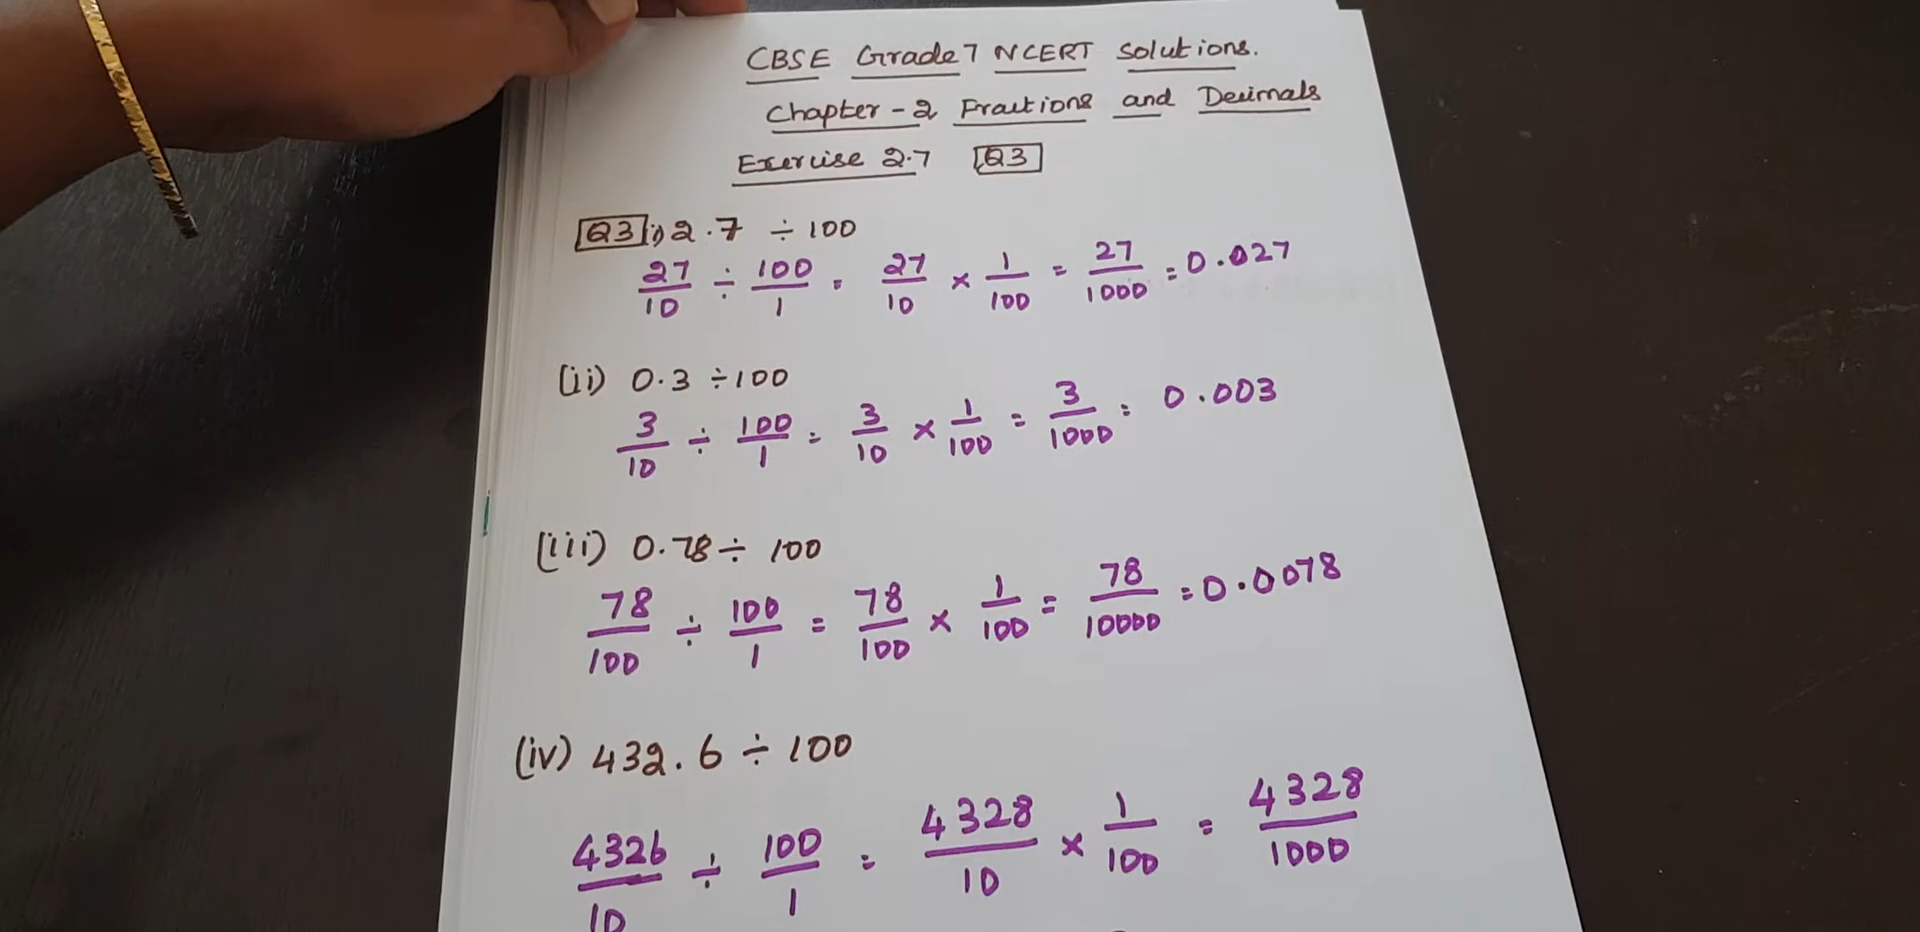 CBSE Grade 7 NCERT Solutions.
Chapter - 2 Fractions and Decimals
Exercise 2.7 Q3
Q3 i) 2.7 ÷ 100
27/10 ÷ 100/1 = 27/10 × 1/100 = 27/1000 = 0.027
(ii) 0.3 ÷ 100
3/10 ÷ 100/1 = 3/10 × 1/100 = 3/1000 = 0.003
(iii) 0.78 ÷ 100
78/100 ÷ 100/1 = 78/100 × 1/100 = 78/10000 = 0.0078
(iv) 432.6 ÷ 100
4326/10 ÷ 100/1 = 4328/10 × 1/100 = 4328/1000